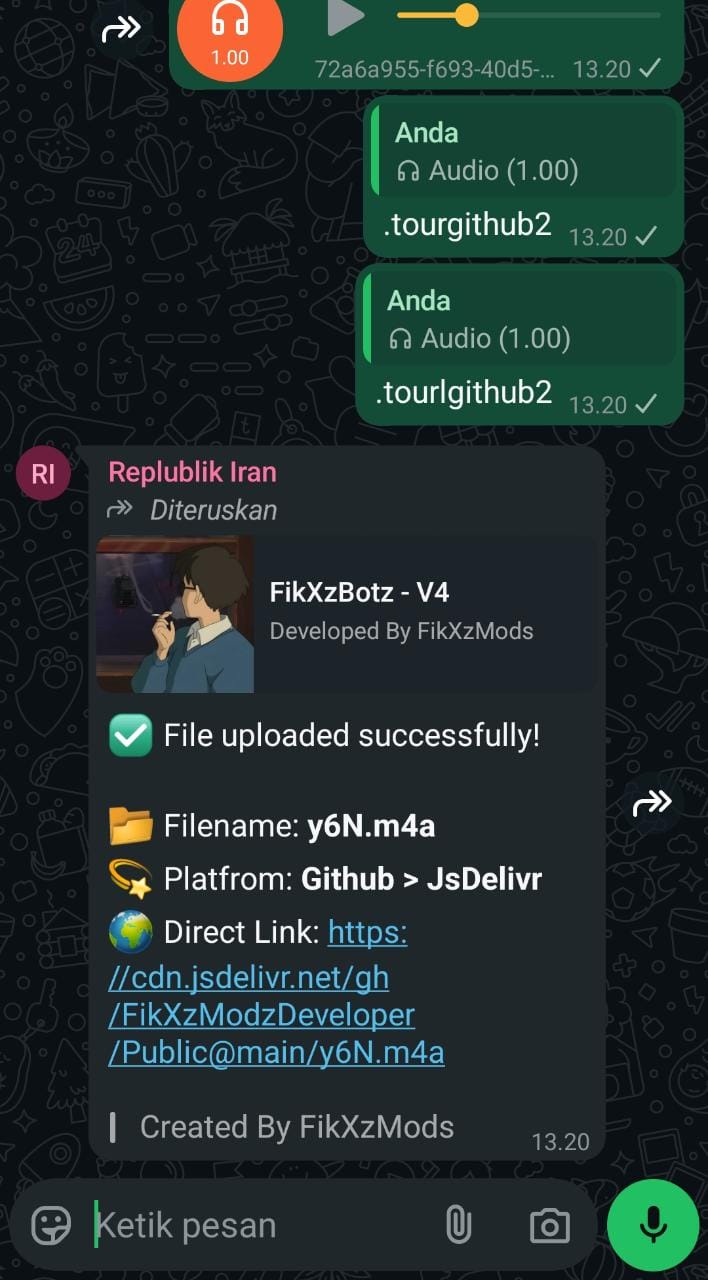 1.00
72a6a955-f693-40d5-... 13.20
Anda
Audio (1.00)
.tourgithub2 13.20
Anda
Audio (1.00)
.tourlgithub2 13.20
RI
Replublik Iran
Diteruskan
FikXzBotz - V4
Developed By FikXzMods
File uploaded successfully!
Filename: y6N.m4a
Platfrom: Github > JsDelivr
Direct Link: https:
//cdn.jsdelivr.net/gh
/FikXzModzDeveloper
/Public@main/y6N.m4a
Created By FikXzMods
13.20
Ketik pesan